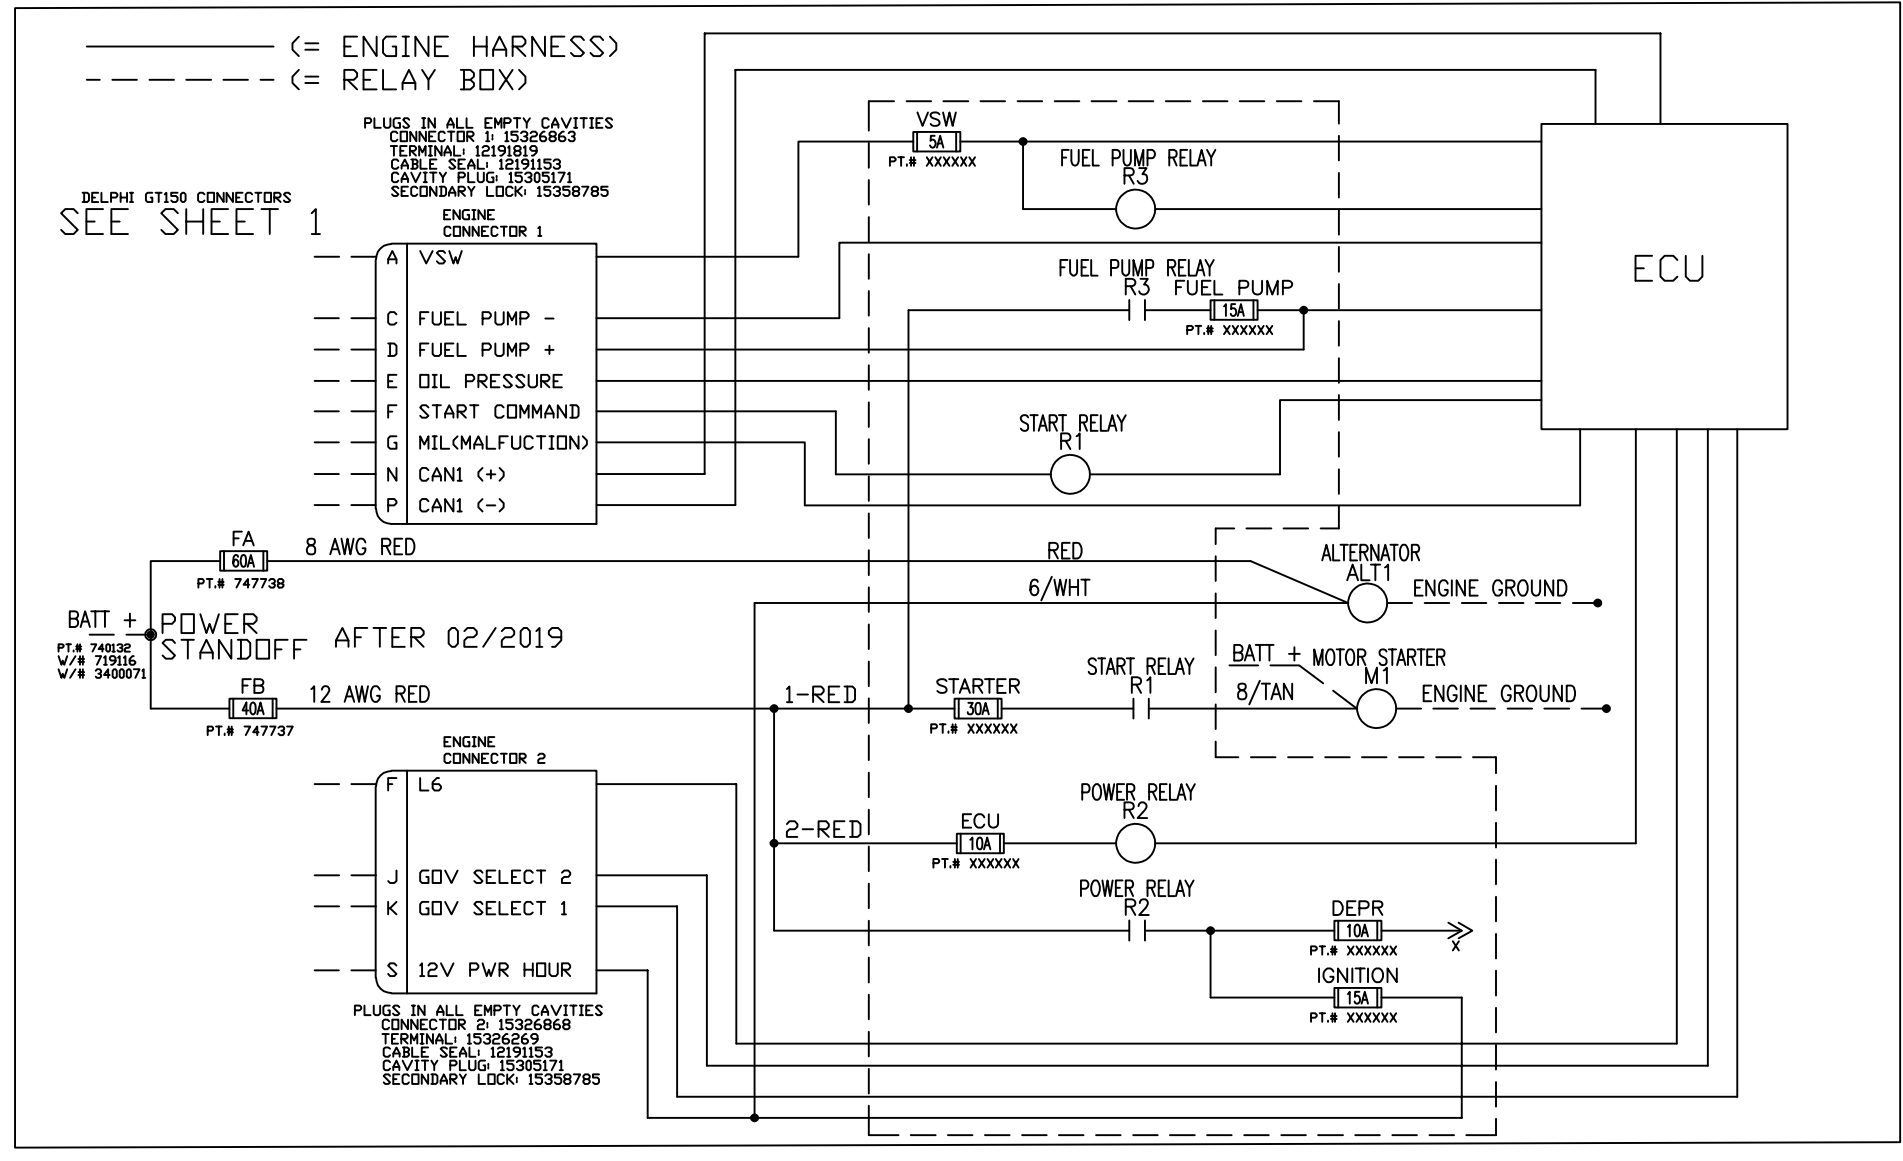 (= ENGINE HARNESS)
(= RELAY BOX)
PLUGS IN ALL EMPTY CAVITIES
CONNECTOR 1: 15326863
TERMINAL: 12191819
CABLE SEAL: 12191153
CAVITY PLUG: 15305171
SECONDARY LOCK: 15358785
DELPHI GT150 CONNECTORS
SEE SHEET 1
ENGINE
CONNECTOR 1
A VSW
C FUEL PUMP -
D FUEL PUMP +
E OIL PRESSURE
F START COMMAND
G MIL(MALFUCTION)
N CAN1 (+)
P CAN1 (-)
VSW
5A
PT.# XXXXXX
FUEL PUMP RELAY
R3
FUEL PUMP RELAY
R3
FUEL PUMP
15A
PT.# XXXXXX
ECU
START RELAY
R1
FA
60A
PT.# 747738
8 AWG RED
RED
6/WHT
ALTERNATOR
ALT1
ENGINE GROUND
BATT +
PT.# 740132
W/# 719116
W/# 3400071
POWER
STANDOFF
AFTER 02/2019
FB
40A
PT.# 747737
12 AWG RED
1-RED
STARTER
30A
PT.# XXXXXX
START RELAY
R1
BATT +
8/TAN
MOTOR STARTER
M1
ENGINE GROUND
ENGINE
CONNECTOR 2
F L6
J GOV SELECT 2
K GOV SELECT 1
S 12V PWR HOUR
2-RED
ECU
10A
PT.# XXXXXX
POWER RELAY
R2
POWER RELAY
R2
DEPR
10A
PT.# XXXXXX
X
IGNITION
15A
PT.# XXXXXX
PLUGS IN ALL EMPTY CAVITIES
CONNECTOR 2: 15326868
TERMINAL: 15326269
CABLE SEAL: 12191153
CAVITY PLUG: 15305171
SECONDARY LOCK: 15358785